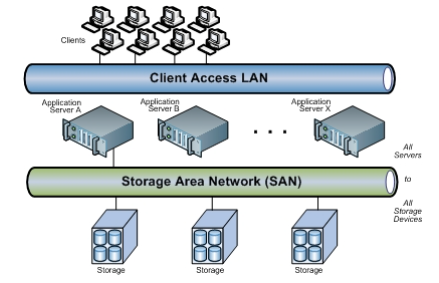 Clients
Client Access LAN
Application
Server A
Application
Server B
Application
Server X
. . .
All
Servers
to
All
Storage
Devices
Storage Area Network (SAN)
Storage
Storage
Storage